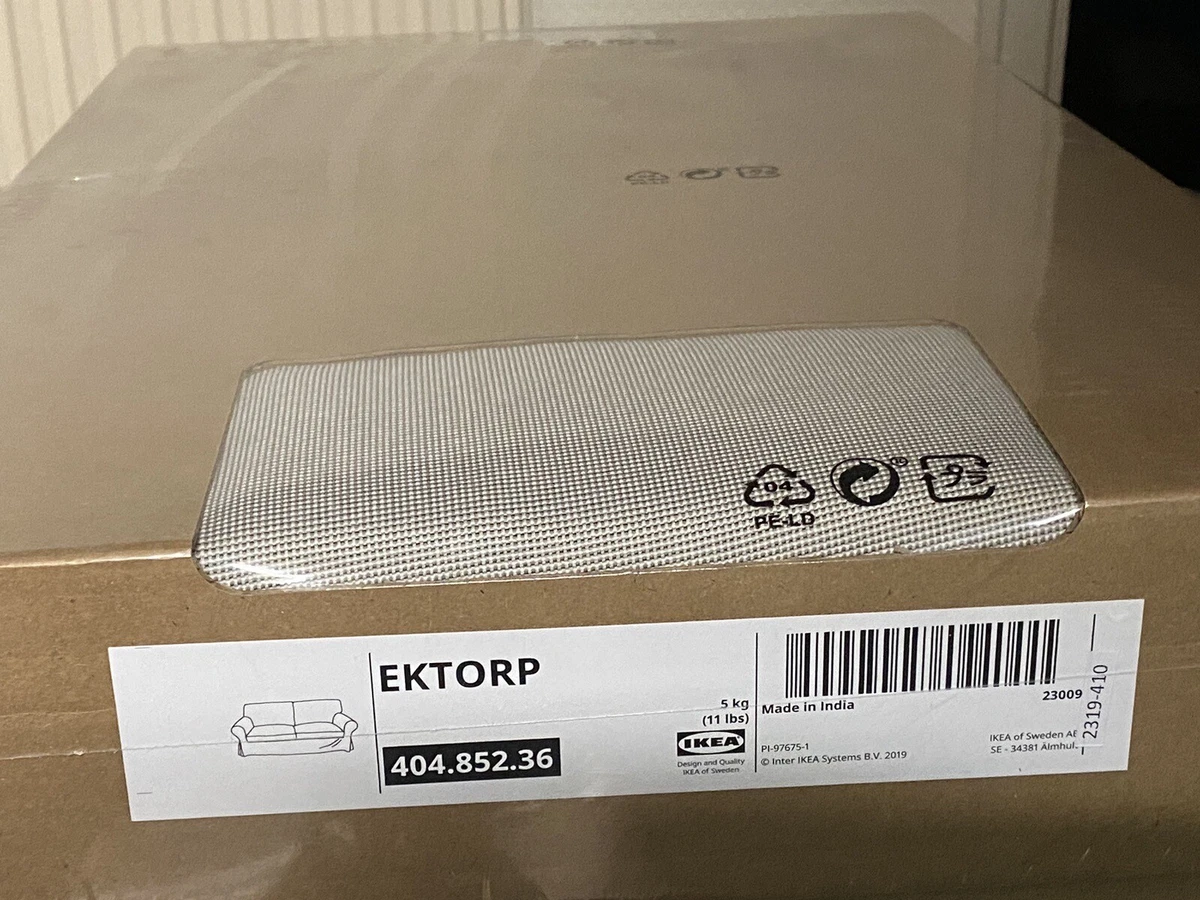 04
PE-LD
®
EKTORP
404.852.36
5 kg
(11 lbs)
IKEA
Design and Quality
IKEA of Sweden
Made in India
23009
PI-97675-1
© Inter IKEA Systems B.V. 2019
IKEA of Sweden AB
SE - 34381 Älmhul
2319-410